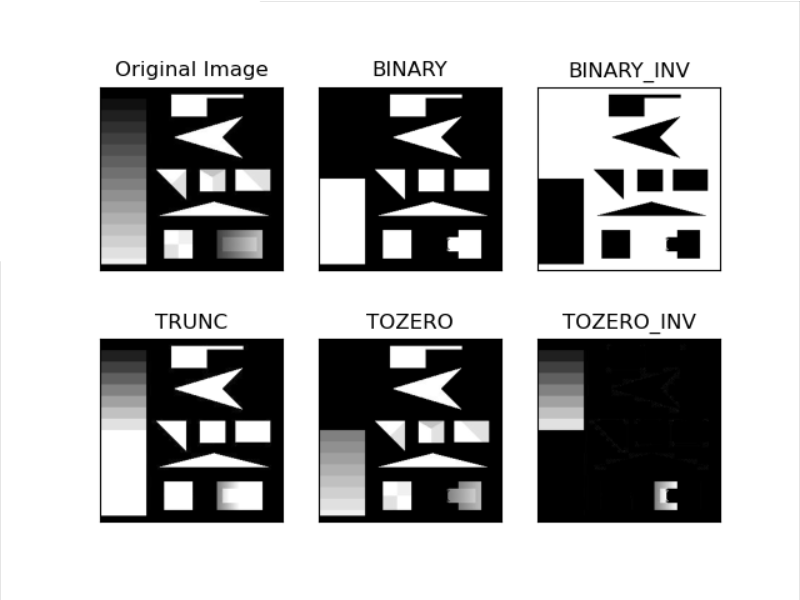 Original Image
BINARY
BINARY_INV
TRUNC
TOZERO
TOZERO_INV